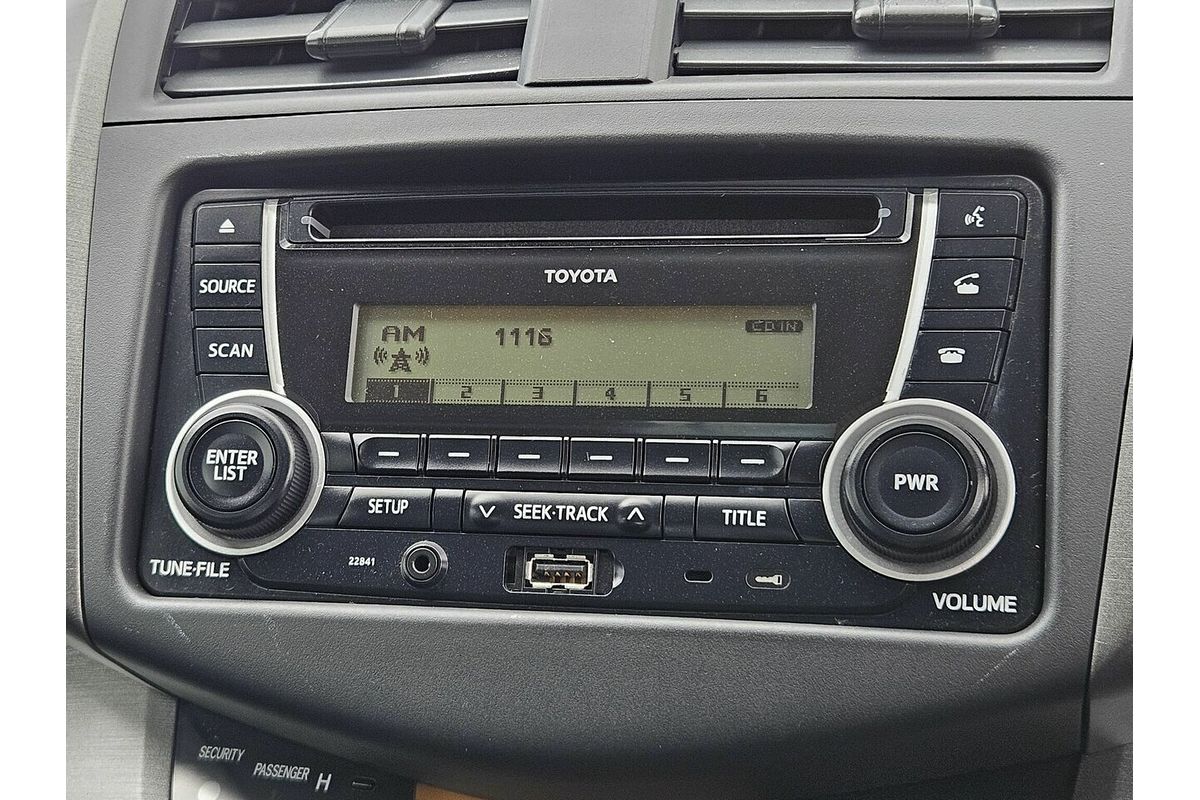 TOYOTA
SOURCE
SCAN
AM 1116 CD IN
1 2 3 4 5 6
ENTER
LIST
PWR
SETUP
SEEK·TRACK
TITLE
22841
TUNE·FILE
VOLUME
SECURITY
PASSENGER
H